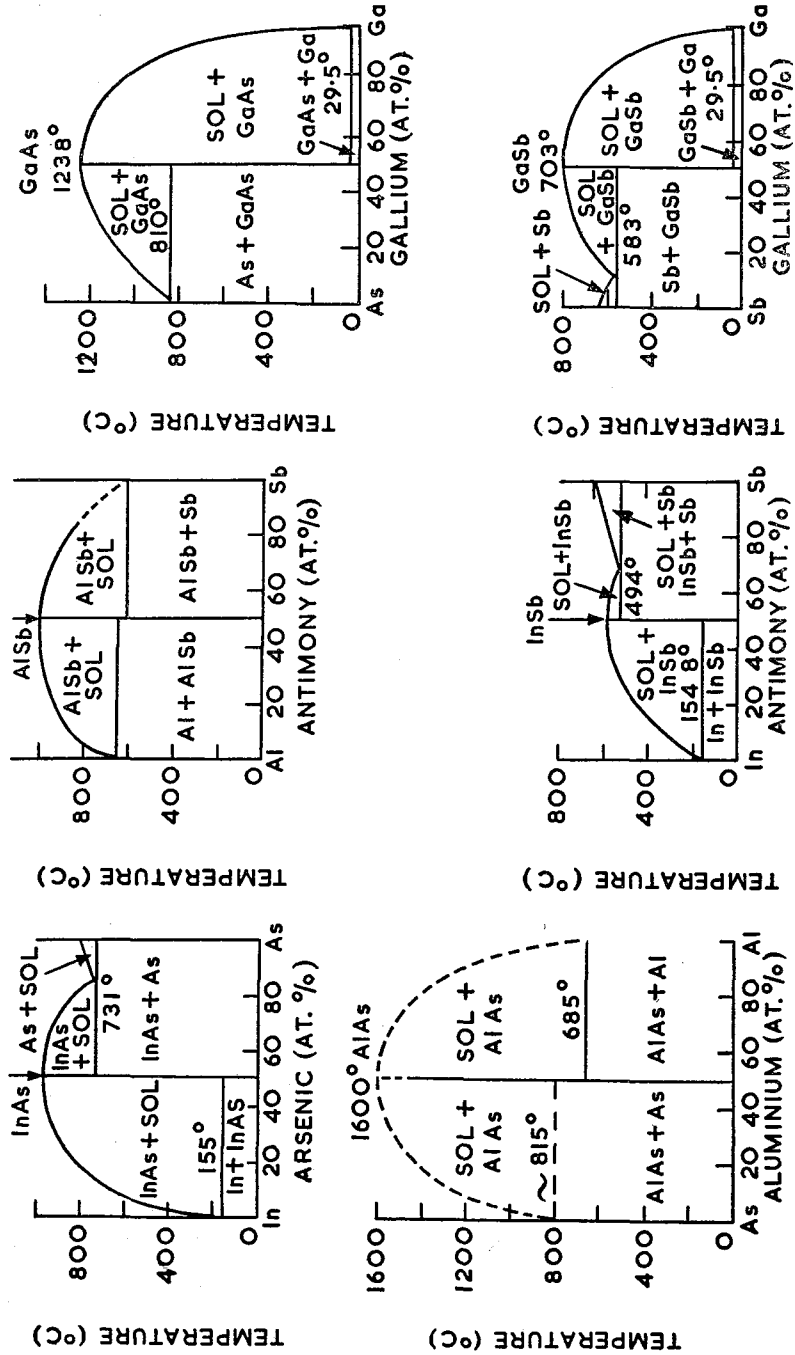 InAs
As+SOL
InAs
+ SOL
731°
InAs+SOL
InAs+As
155°
In+InAS
TEMPERATURE (°C)
800
400
0
In
20
40
60
80
As
ARSENIC (AT.%)
AlSb
AlSb+
SOL
AlSb+
SOL
Al+AlSb
AlSb+Sb
TEMPERATURE (°C)
800
400
0
Al
20
40
60
80
Sb
ANTIMONY (AT.%)
GaAs
1238°
SOL+
GaAs
810°
SOL+
GaAs
As+GaAs
GaAs+Ga
29·5°
TEMPERATURE (°C)
1200
800
400
0
As
20
40
60
80
Ga
GALLIUM (AT.%)
1600° AlAs
SOL+
AlAs
SOL+
AlAs
~815°
685°
AlAs+As
AlAs+Al
TEMPERATURE (°C)
1600
1200
800
400
0
As
20
40
60
80
Al
ALUMINIUM (AT.%)
InSb
SOL+InSb
494°
SOL+
InSb
154 8°
SOL+Sb
InSb+Sb
In+InSb
TEMPERATURE (°C)
800
400
0
In
20
40
60
80
Sb
ANTIMONY (AT.%)
GaSb
703°
SOL+Sb
SOL
+GaSb
583°
SOL+
GaSb
Sb+GaSb
GaSb+Ga
29·5°
TEMPERATURE (°C)
800
400
0
Sb
20
40
60
80
Ga
GALLIUM (AT.%)